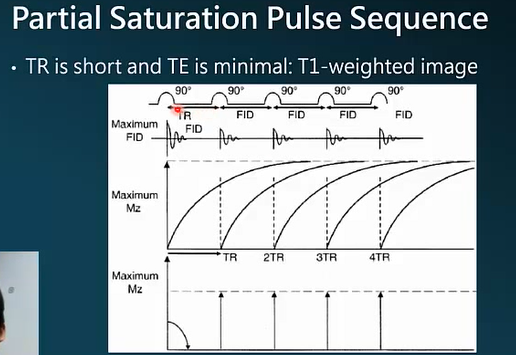 Partial Saturation Pulse Sequence
• TR is short and TE is minimal: T1-weighted image
90° 90° 90° 90° 90°
TR FID FID FID FID
Maximum
FID
FID
Maximum
Mz
TR 2TR 3TR 4TR
Maximum
Mz